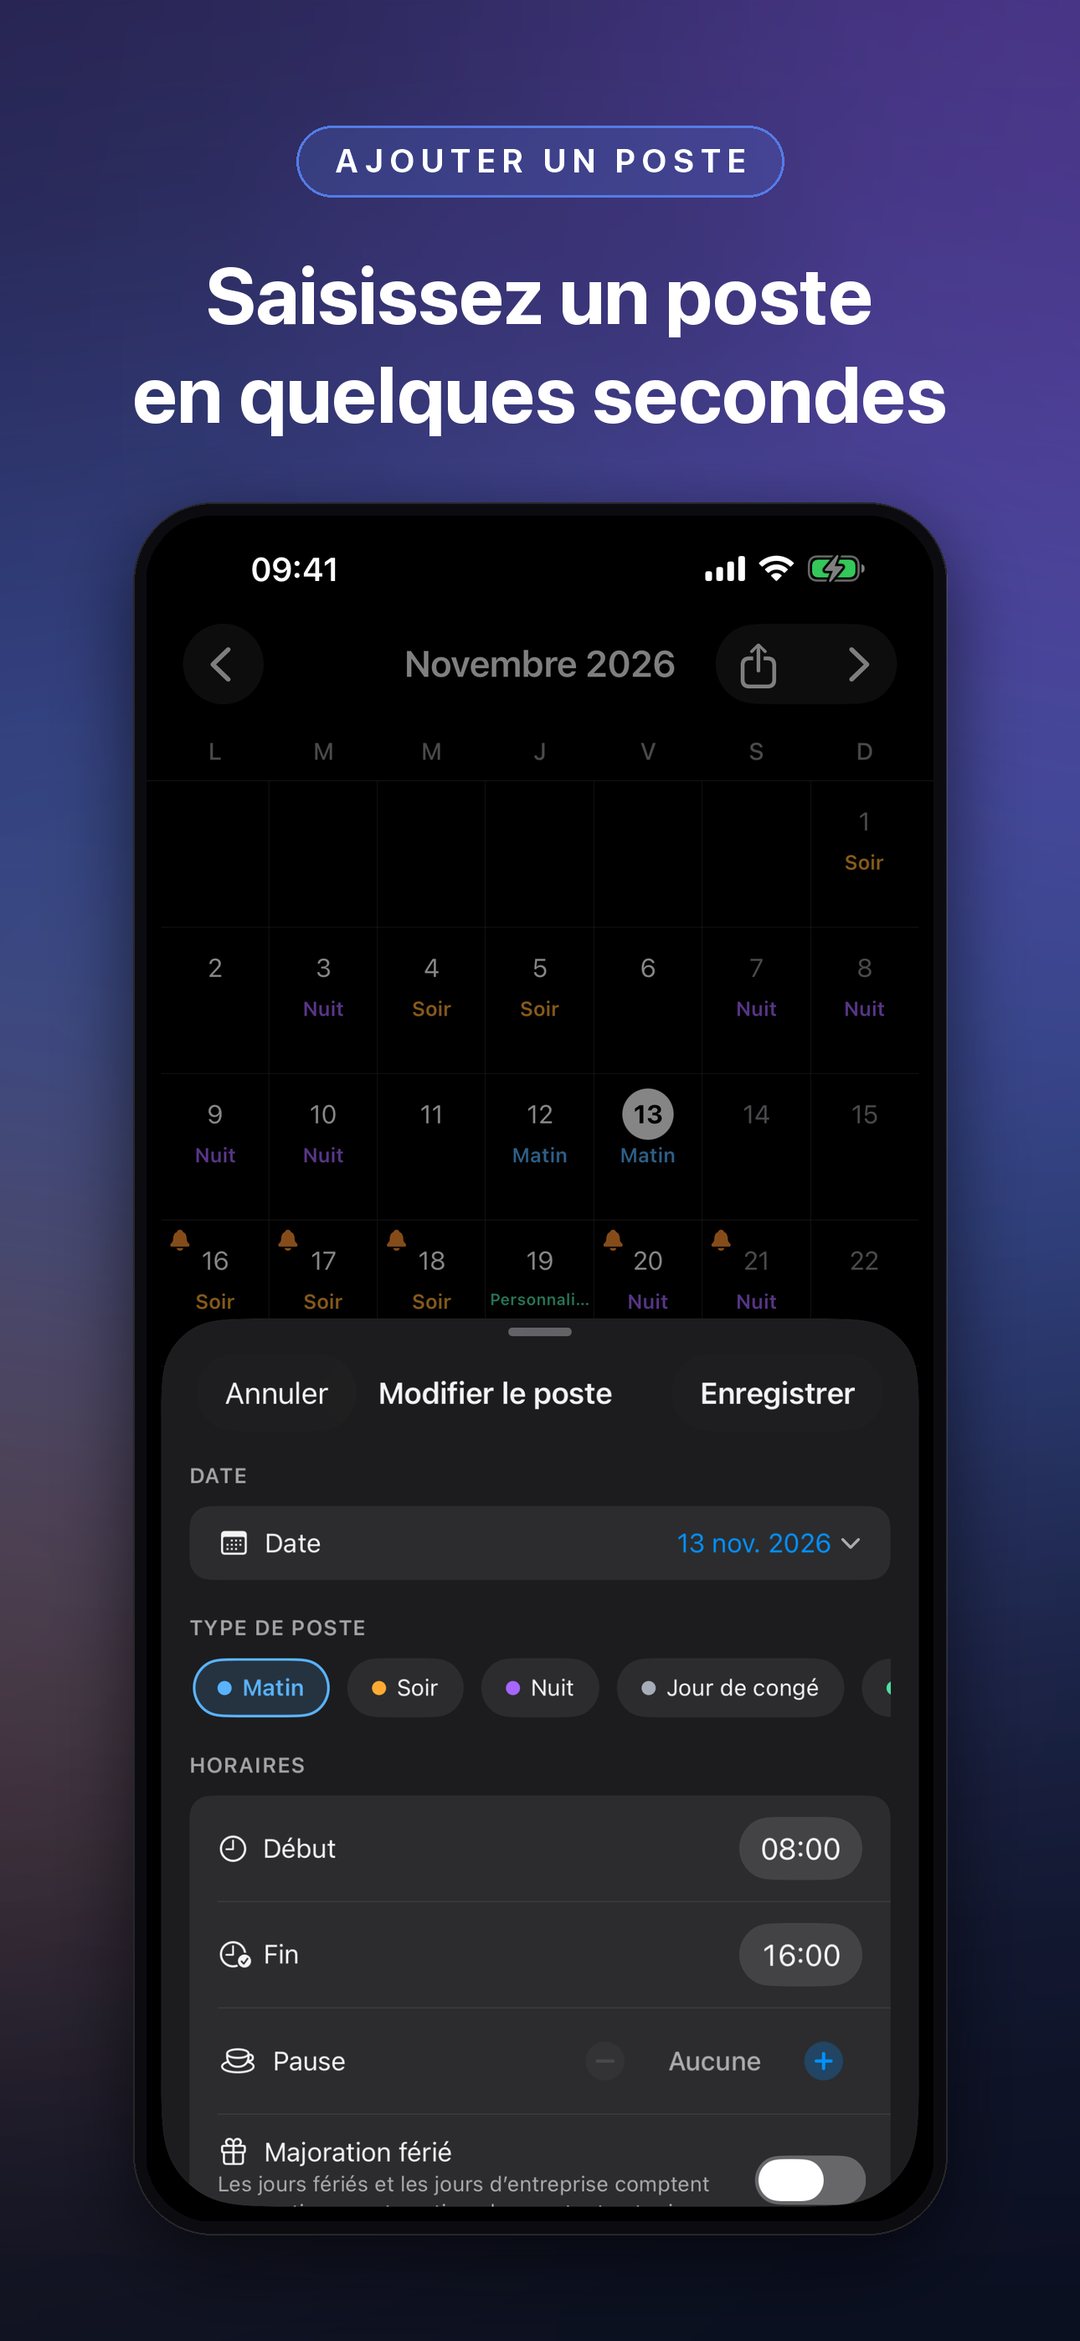 AJOUTER UN POSTE
Saisissez un poste
en quelques secondes
09:41
Novembre 2026
L M M J V S D
1
Soir
2 3 4 5 6 7 8
Nuit Soir Soir Nuit Nuit
9 10 11 12 13 14 15
Nuit Nuit Matin Matin
16 17 18 19 20 21 22
Soir Soir Soir Personnali... Nuit Nuit
Annuler Modifier le poste Enregistrer
DATE
Date 13 nov. 2026
TYPE DE POSTE
Matin Soir Nuit Jour de congé
HORAIRES
Début 08:00
Fin 16:00
Pause Aucune
Majoration férié
Les jours fériés et les jours d’entreprise comptent